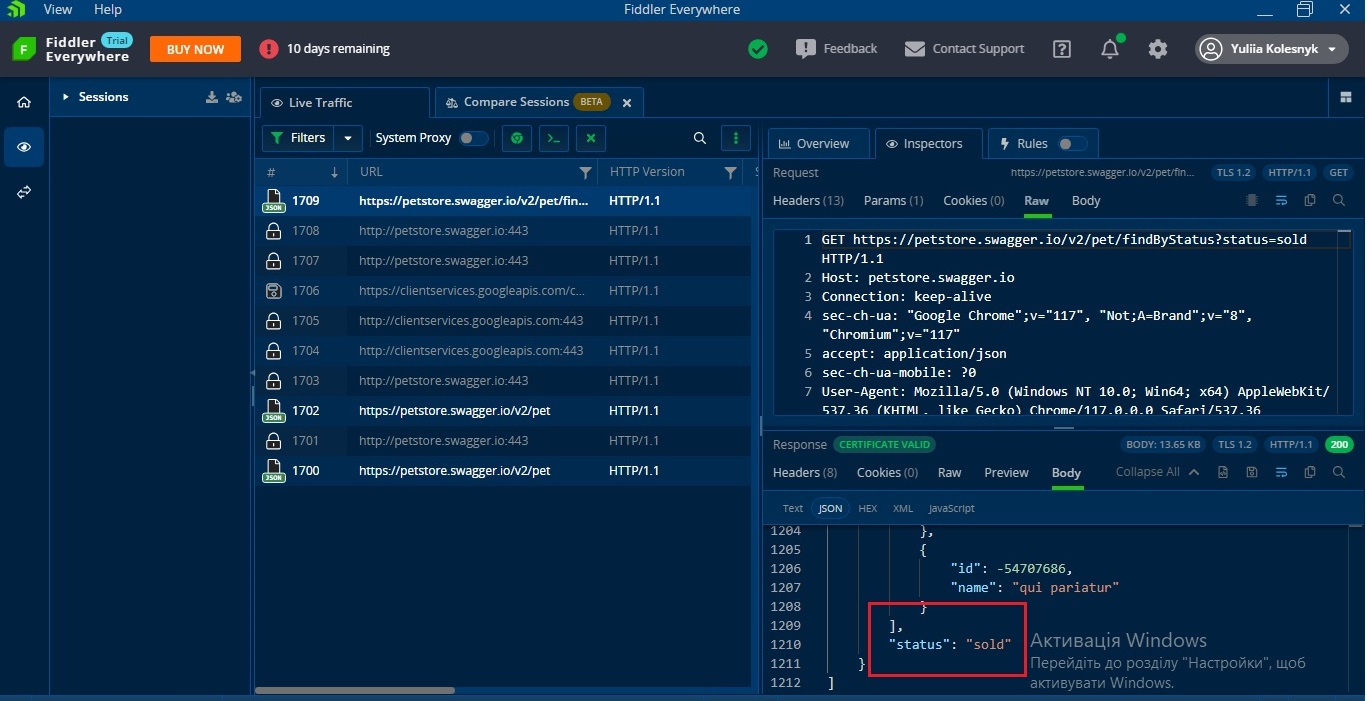 View Help Fiddler Everywhere
Fiddler Trial
Everywhere
BUY NOW
! 10 days remaining
Feedback
Contact Support
Yuliia Kolesnyk
Sessions
Live Traffic
Compare Sessions BETA
Filters
System Proxy
# URL HTTP Version
JSON 1709 https://petstore.swagger.io/v2/pet/fin... HTTP/1.1
1708 http://petstore.swagger.io:443 HTTP/1.1
1707 http://petstore.swagger.io:443 HTTP/1.1
1706 https://clientservices.googleapis.com/c... HTTP/1.1
1705 http://clientservices.googleapis.com:443 HTTP/1.1
1704 http://clientservices.googleapis.com:443 HTTP/1.1
1703 http://petstore.swagger.io:443 HTTP/1.1
JSON 1702 https://petstore.swagger.io/v2/pet HTTP/1.1
1701 http://petstore.swagger.io:443 HTTP/1.1
JSON 1700 https://petstore.swagger.io/v2/pet HTTP/1.1
Overview Inspectors Rules
Request https://petstore.swagger.io/v2/pet/fin... TLS 1.2 HTTP/1.1 GET
Headers (13) Params (1) Cookies (0) Raw Body
1 GET https://petstore.swagger.io/v2/pet/findByStatus?status=sold
HTTP/1.1
2 Host: petstore.swagger.io
3 Connection: keep-alive
4 sec-ch-ua: "Google Chrome";v="117", "Not;A=Brand";v="8",
"Chromium";v="117"
5 accept: application/json
6 sec-ch-ua-mobile: ?0
7 User-Agent: Mozilla/5.0 (Windows NT 10.0; Win64; x64) AppleWebKit/
537.36 (KHTML, like Gecko) Chrome/117.0.0.0 Safari/537.36
Response CERTIFICATE VALID BODY: 13.65 KB TLS 1.2 HTTP/1.1 200
Headers (8) Cookies (0) Raw Preview Body Collapse All
Text JSON HEX XML JavaScript
1204 },
1205 {
1206 "id": -54707686,
1207 "name": "qui pariatur"
1208 }
1209 ],
1210 "status": "sold"
1211 }
1212 ]
Активація Windows
Перейдіть до розділу "Настройки", щоб
активувати Windows.